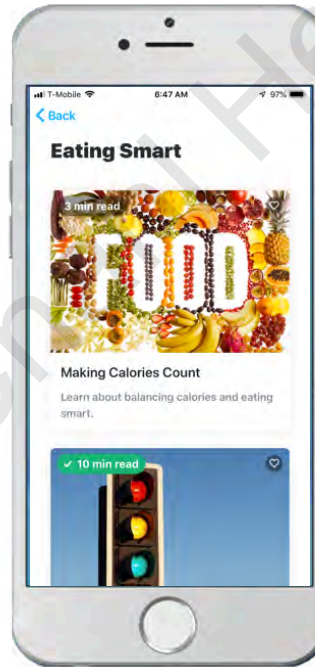 T-Mobile 6:47 AM 97%
Back
Eating Smart
3 min read
FOOD
Making Calories Count
Learn about balancing calories and eating
smart.
✓ 10 min read